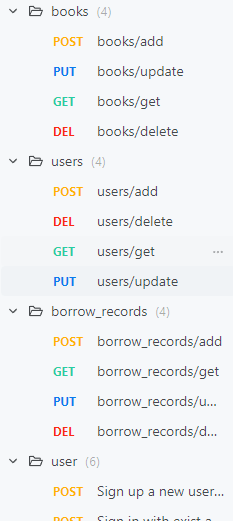 books (4)
POST books/add
PUT books/update
GET books/get
DEL books/delete
users (4)
POST users/add
DEL users/delete
GET users/get ...
PUT users/update
borrow_records (4)
POST borrow_records/add
GET borrow_records/get
PUT borrow_records/u...
DEL borrow_records/d...
user (6)
POST Sign up a new user...
POST Sign in with exist a...